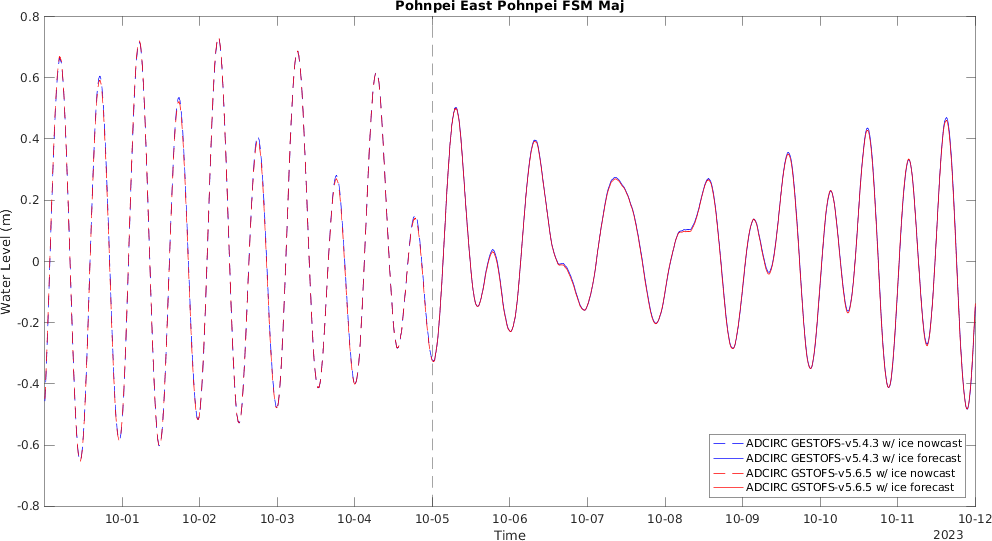 Pohnpei East Pohnpei FSM Maj
0.8
0.6
0.4
0.2
0
-0.2
-0.4
-0.6
-0.8
Water Level (m)
ADCIRC GESTOFS-v5.4.3 w/ ice nowcast
ADCIRC GESTOFS-v5.4.3 w/ ice forecast
ADCIRC GSTOFS-v5.6.5 w/ ice nowcast
ADCIRC GSTOFS-v5.6.5 w/ ice forecast
10-01 10-02 10-03 10-04 10-05 10-06 10-07 10-08 10-09 10-10 10-11 10-12
Time
2023